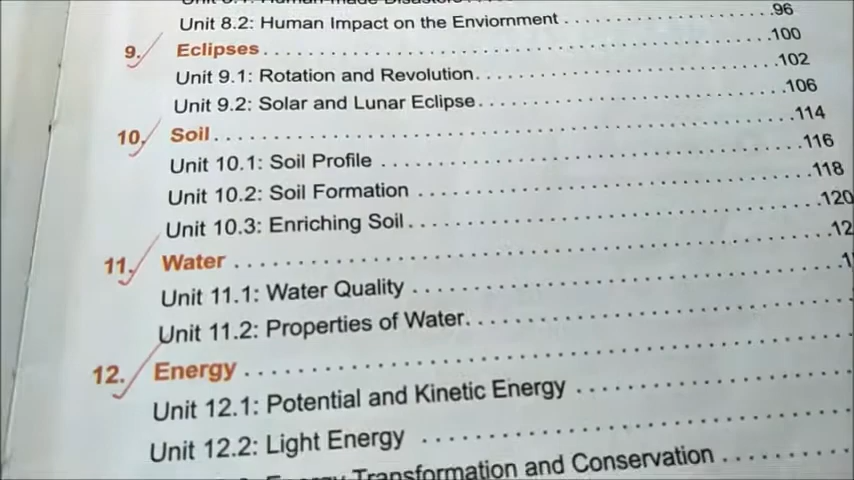 Unit 8.2: Human Impact on the Enviornment . . . . . . . . . . . . . . . . . . . . . . . . 96
9. Eclipses . . . . . . . . . . . . . . . . . . . . . . . . . . . . . . . . . . . . . . . . . . . . . . . . . . . . 100
Unit 9.1: Rotation and Revolution . . . . . . . . . . . . . . . . . . . . . . . . . . . . . . . . 102
Unit 9.2: Solar and Lunar Eclipse . . . . . . . . . . . . . . . . . . . . . . . . . . . . . . . . 106
10. Soil . . . . . . . . . . . . . . . . . . . . . . . . . . . . . . . . . . . . . . . . . . . . . . . . . . . . . . . . 114
Unit 10.1: Soil Profile . . . . . . . . . . . . . . . . . . . . . . . . . . . . . . . . . . . . . . . . . . 116
Unit 10.2: Soil Formation . . . . . . . . . . . . . . . . . . . . . . . . . . . . . . . . . . . . . . 118
Unit 10.3: Enriching Soil . . . . . . . . . . . . . . . . . . . . . . . . . . . . . . . . . . . . . . . 120
11. Water . . . . . . . . . . . . . . . . . . . . . . . . . . . . . . . . . . . . . . . . . . . . . . . . . . . . .
Unit 11.1: Water Quality . . . . . . . . . . . . . . . . . . . . . . . . . . . . . . . . . . . . . . .
Unit 11.2: Properties of Water . . . . . . . . . . . . . . . . . . . . . . . . . . . . . . . . .
12. Energy . . . . . . . . . . . . . . . . . . . . . . . . . . . . . . . . . . . . . . . . . . . . . . . . . . . .
Unit 12.1: Potential and Kinetic Energy . . . . . . . . . . . . . . . . . . . . . . . .
Unit 12.2: Light Energy . . . . . . . . . . . . . . . . . . . . . . . . . . . . . . . . . . . . . .
Energy Transformation and Conservation . . . . . . . . . . . .